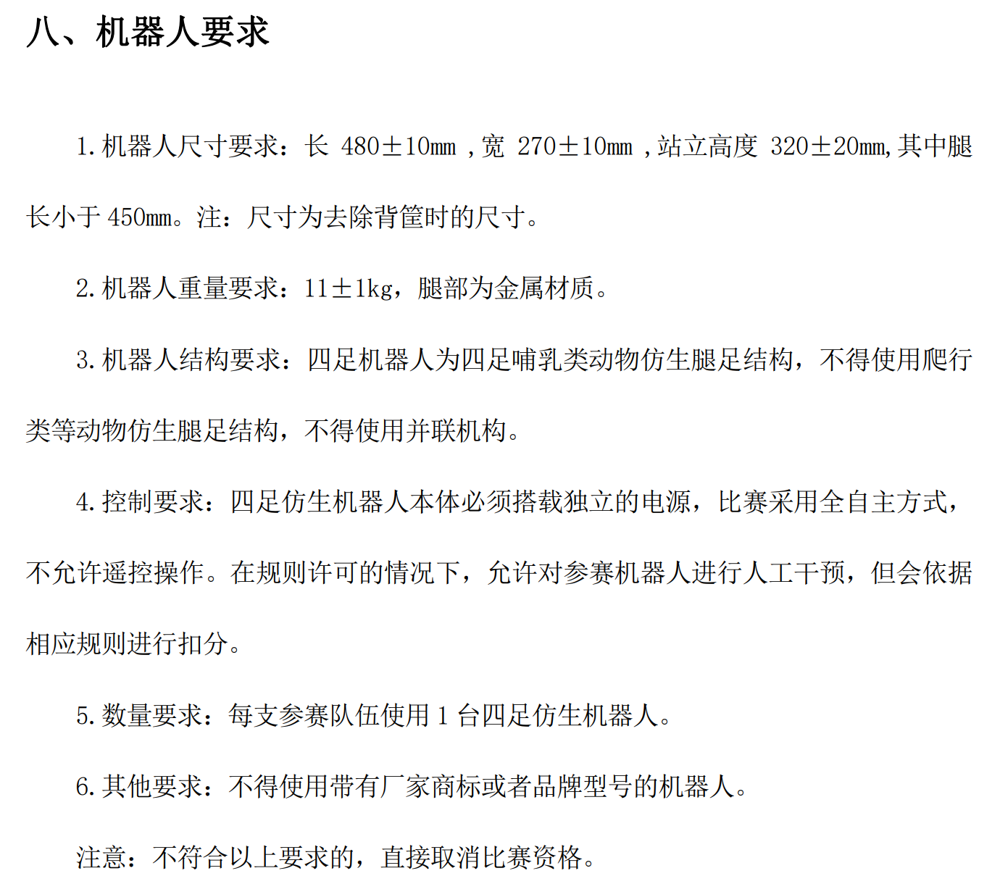 八、机器人要求
1.机器人尺寸要求：长 480±10mm ,宽 270±10mm ,站立高度 320±20mm,其中腿
长小于 450mm。注：尺寸为去除背筐时的尺寸。
2.机器人重量要求：11±1kg，腿部为金属材质。
3.机器人结构要求：四足机器人为四足哺乳类动物仿生腿足结构，不得使用爬行
类等动物仿生腿足结构，不得使用并联机构。
4.控制要求：四足仿生机器人本体必须搭载独立的电源，比赛采用全自主方式，
不允许遥控操作。在规则许可的情况下，允许对参赛机器人进行人工干预，但会依据
相应规则进行扣分。
5.数量要求：每支参赛队伍使用 1 台四足仿生机器人。
6.其他要求：不得使用带有厂家商标或者品牌型号的机器人。
注意：不符合以上要求的，直接取消比赛资格。